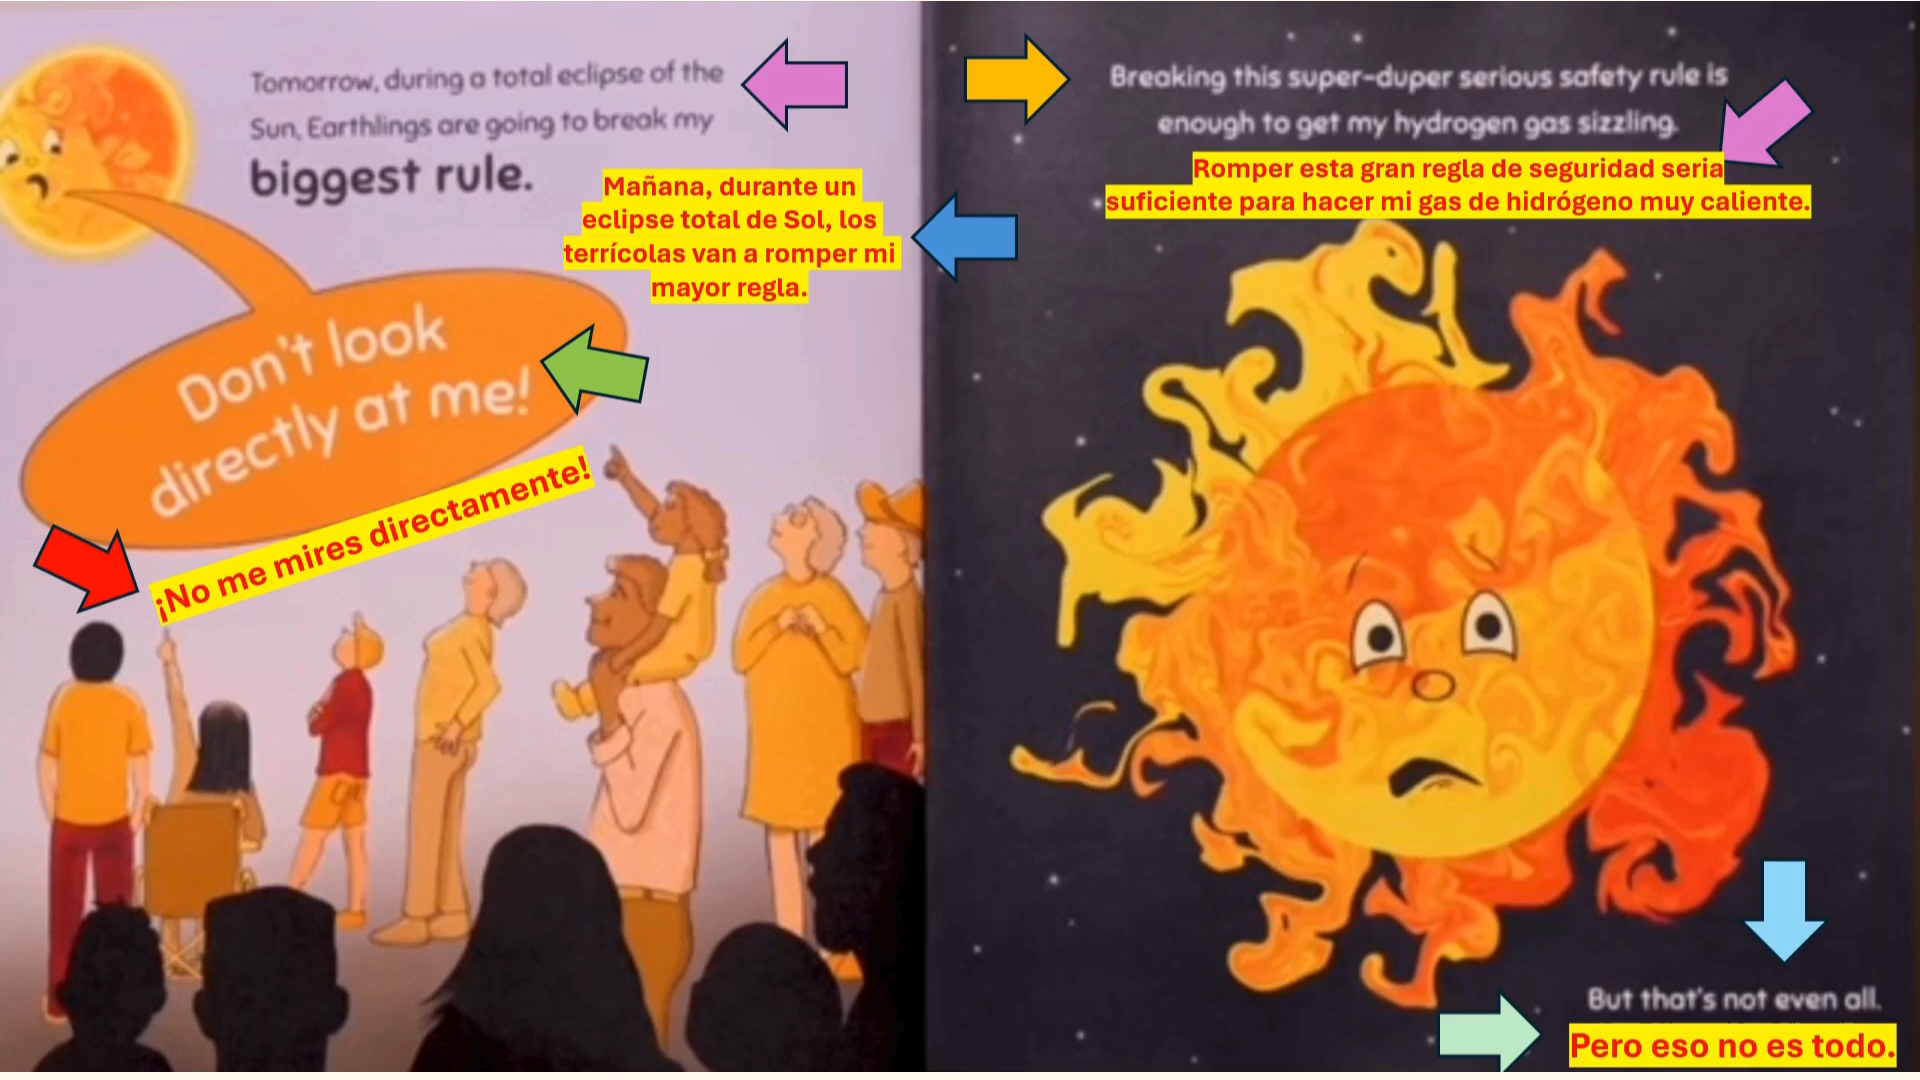 Tomorrow, during a total eclipse of the
Sun, Earthlings are going to break my
biggest rule.
Mañana, durante un
eclipse total de Sol, los
terrícolas van a romper mi
mayor regla.
Don't look
directly at me!
¡No me mires directamente!
Breaking this super-duper serious safety rule is
enough to get my hydrogen gas sizzling.
Romper esta gran regla de seguridad seria
suficiente para hacer mi gas de hidrógeno muy caliente.
But that's not even all.
Pero eso no es todo.